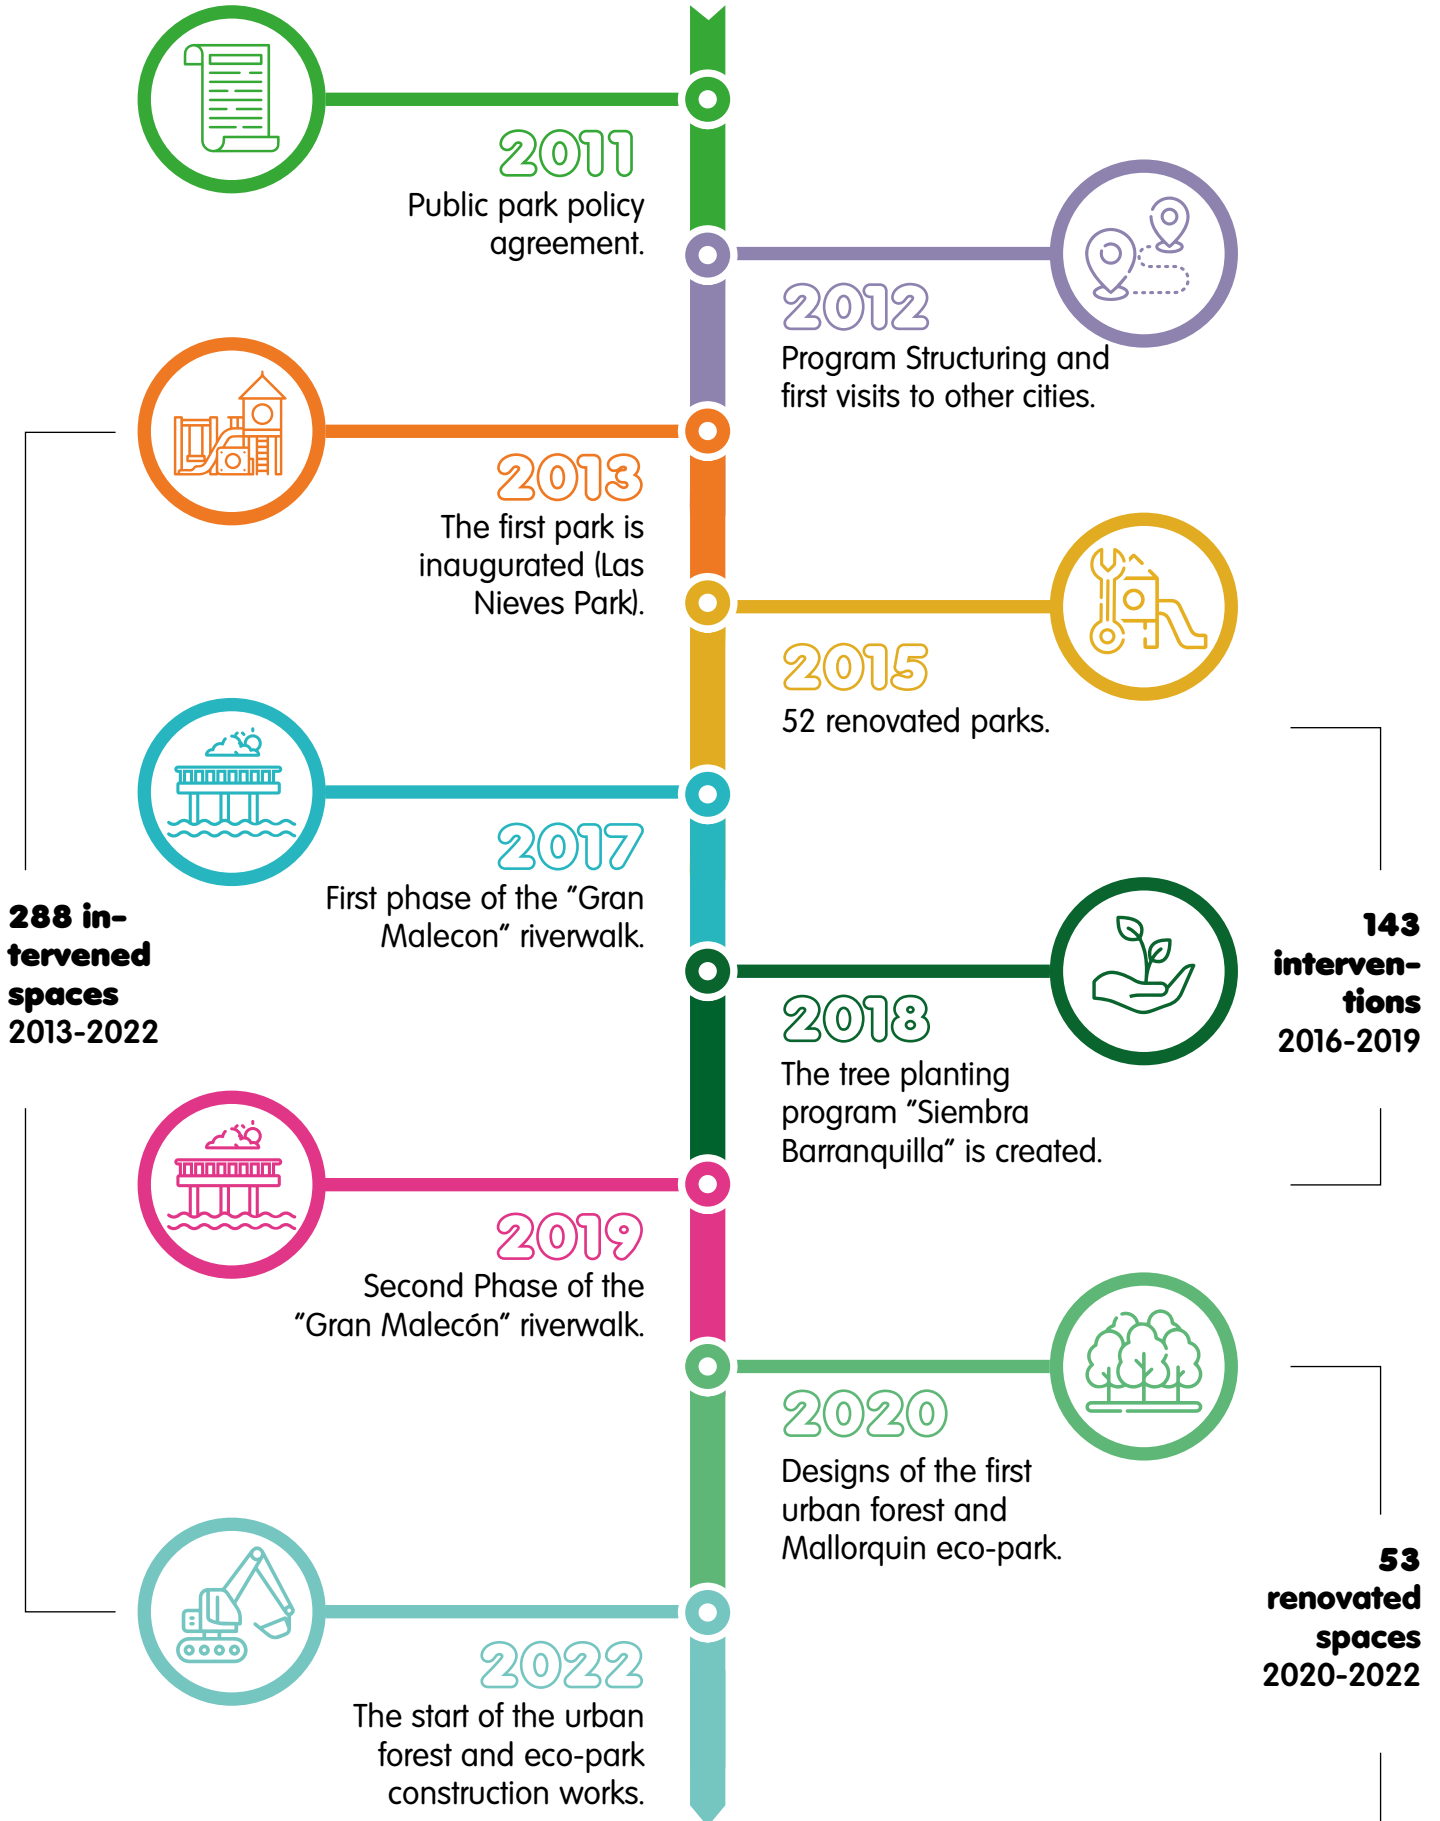 2011
Public park policy
agreement.
2012
Program Structuring and
first visits to other cities.
2013
The first park is
inaugurated (Las
Nieves Park).
2015
52 renovated parks.
2017
First phase of the "Gran
Malecon" riverwalk.
288 in-
tervened
spaces
2013-2022
143
interven-
tions
2016-2019
2018
The tree planting
program "Siembra
Barranquilla" is created.
2019
Second Phase of the
"Gran Malecón" riverwalk.
2020
Designs of the first
urban forest and
Mallorquin eco-park.
53
renovated
spaces
2020-2022
2022
The start of the urban
forest and eco-park
construction works.